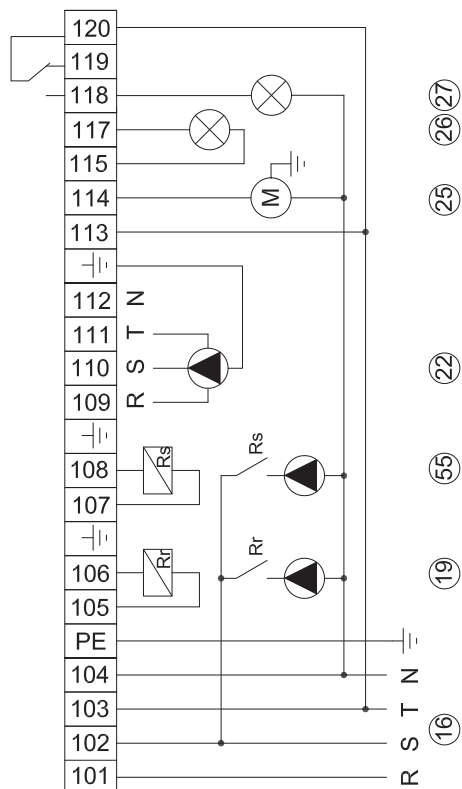 120
119
118 27
117 26
115
114 M 25
113
112 N
111 T
110 S 22
109 R
108 Rs Rs 55
107
106 Rr Rr 19
105
PE
104 N
103 T
102 S 16
101 R